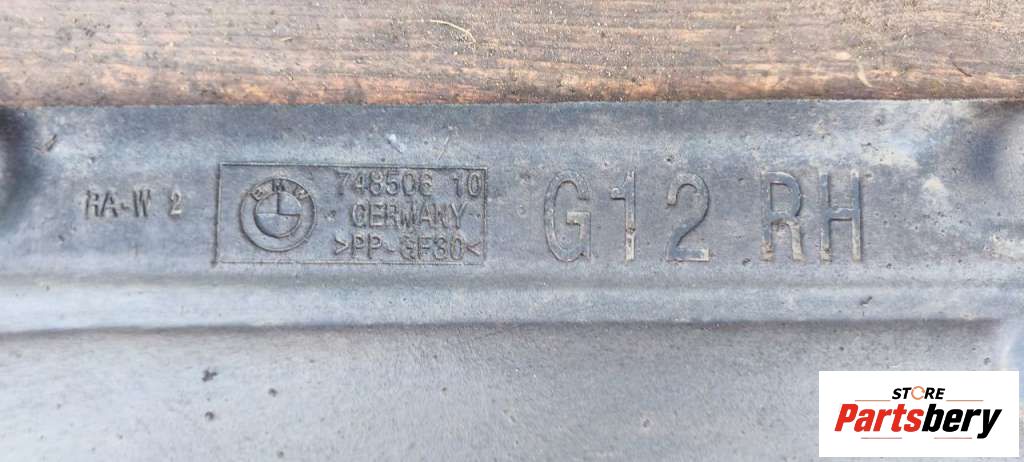 RA-W 2
BMW
748506 10
GERMANY
>PP-GF30<
G12 RH
STORE
Partsbery